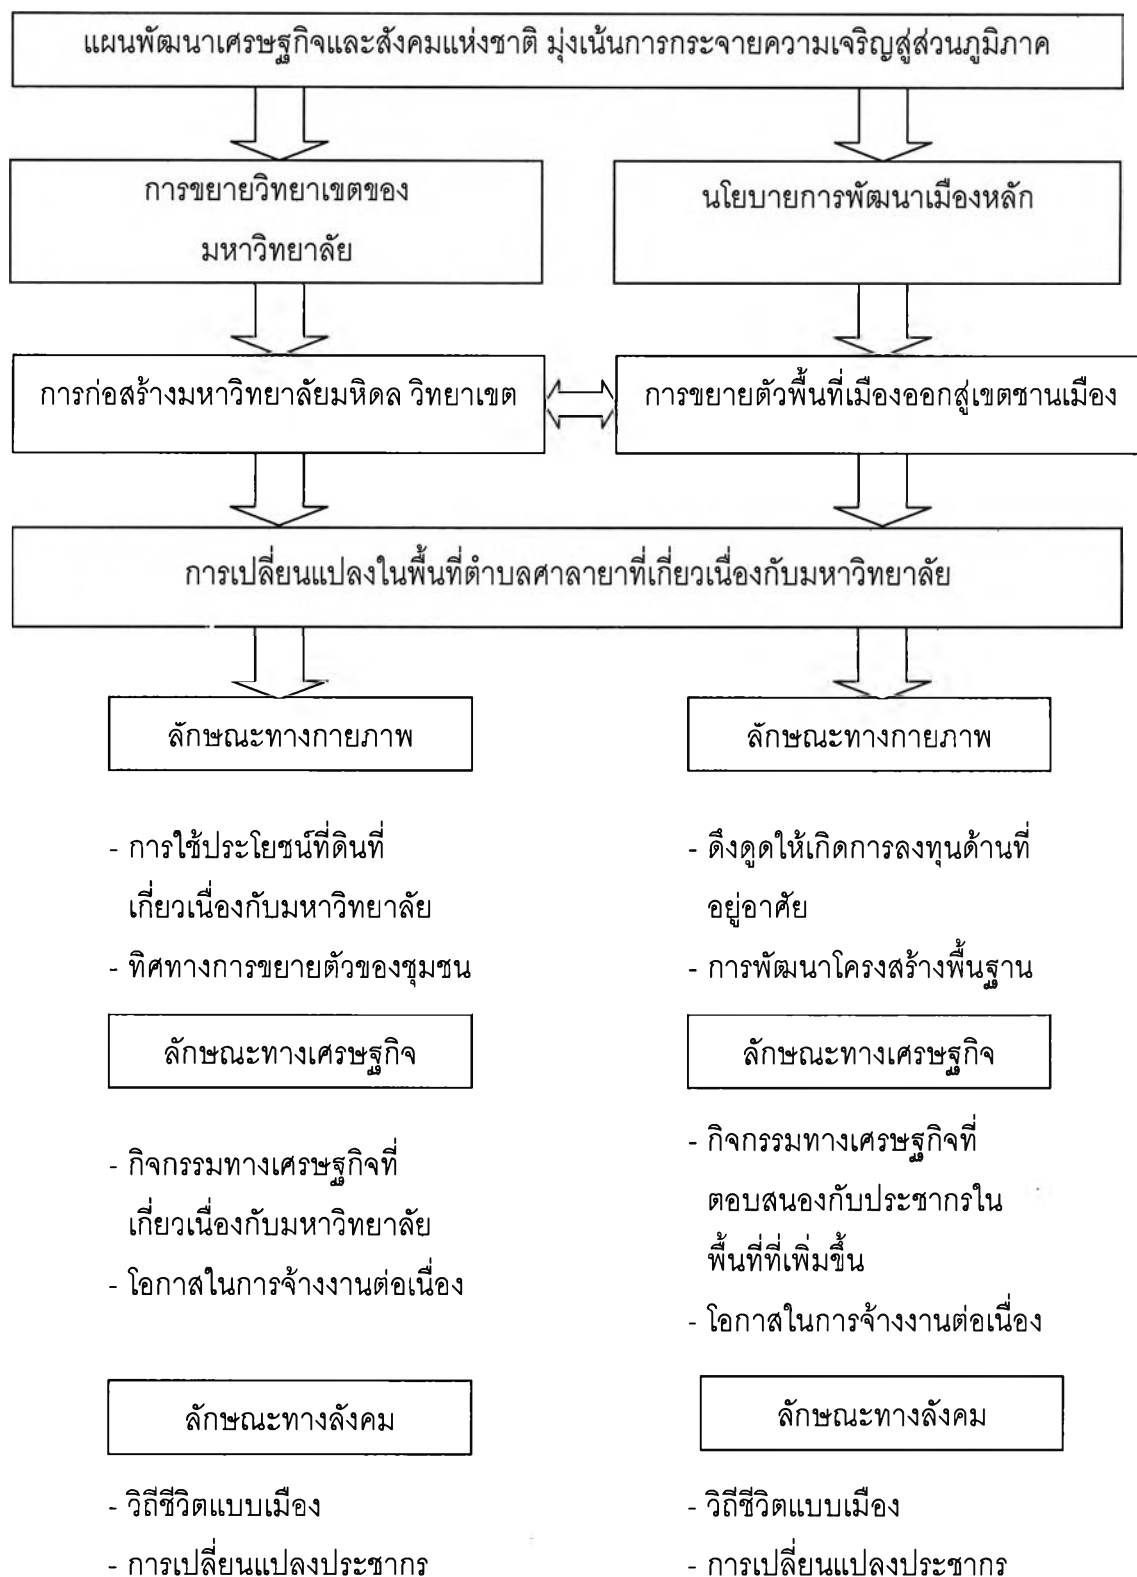 แผนพัฒนาเศรษฐกิจและสังคมแห่งชาติ มุ่งเน้นการกระจายความเจริญสู่ส่วนภูมิภาค
การขยายวิทยาเขตของ
มหาวิทยาลัย
นโยบายการพัฒนาเมืองหลัก
การก่อสร้างมหาวิทยาลัยมหิดล วิทยาเขต
การขยายตัวพื้นที่เมืองออกสู่เขตชานเมือง
การเปลี่ยนแปลงในพื้นที่ตำบลศาลายาที่เกี่ยวเนื่องกับมหาวิทยาลัย
ลักษณะทางกายภาพ
- การใช้ประโยชน์ที่ดินที่
เกี่ยวเนื่องกับมหาวิทยาลัย
- ทิศทางการขยายตัวของชุมชน
ลักษณะทางเศรษฐกิจ
- กิจกรรมทางเศรษฐกิจที่
เกี่ยวเนื่องกับมหาวิทยาลัย
- โอกาสในการจ้างงานต่อเนื่อง
ลักษณะทางสังคม
- วิถีชีวิตแบบเมือง
- การเปลี่ยนแปลงประชากร
ลักษณะทางกายภาพ
- ดึงดูดให้เกิดการลงทุนด้านที่
อยู่อาศัย
- การพัฒนาโครงสร้างพื้นฐาน
ลักษณะทางเศรษฐกิจ
- กิจกรรมทางเศรษฐกิจที่
ตอบสนองกับประชากรใน
พื้นที่ที่เพิ่มขึ้น
- โอกาสในการจ้างงานต่อเนื่อง
ลักษณะทางสังคม
- วิถีชีวิตแบบเมือง
- การเปลี่ยนแปลงประชากร